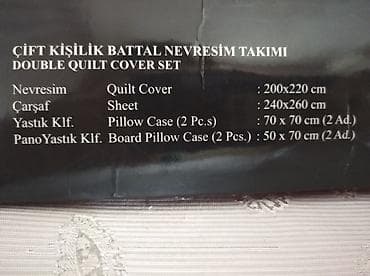 ÇİFT KİŞİLİK BATTAL NEVRESİM TAKIMI
DOUBLE QUILT COVER SET
Nevresim Quilt Cover : 200x220 cm
Çarşaf Sheet : 240x260 cm
Yastık Klf. Pillow Case (2 Pc.s) : 70 x 70 cm (2 Ad.)
PanoYastık Klf. Board Pillow Case (2 Pcs.) : 50 x 70 cm (2 Ad.)